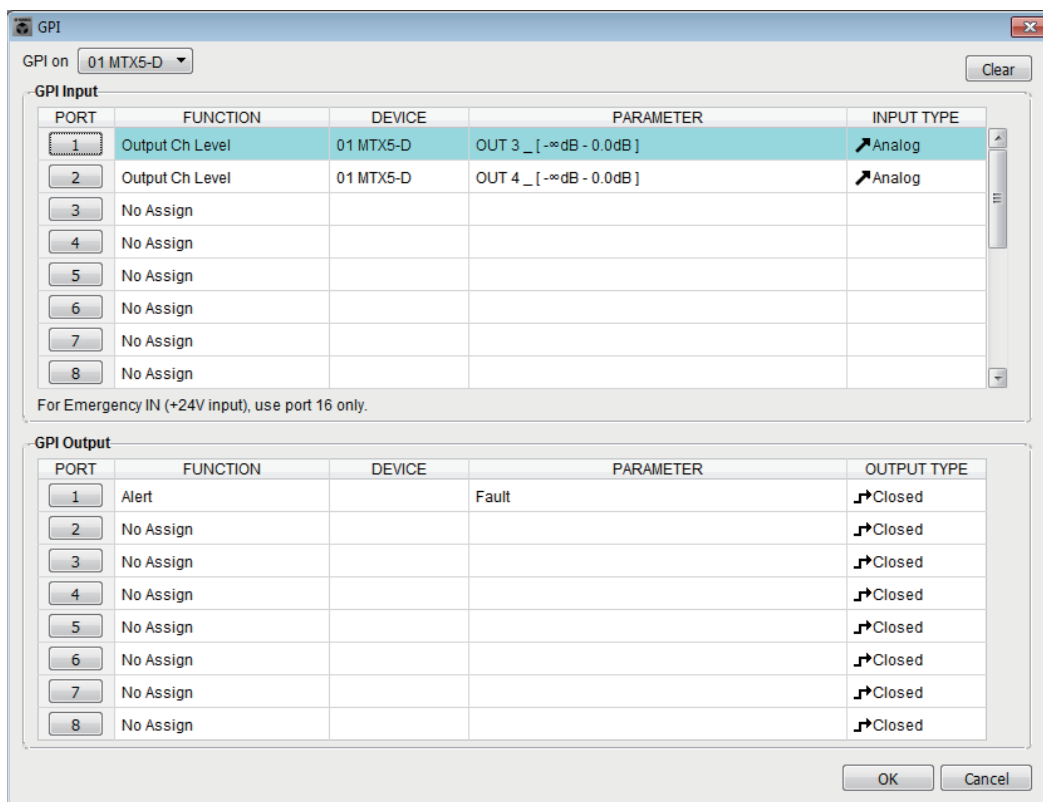 GPI
GPI on 01 MTX5-D
Clear
GPI Input
PORT FUNCTION DEVICE PARAMETER INPUT TYPE
1 Output Ch Level 01 MTX5-D OUT 3 _ [ -∞dB - 0.0dB ] Analog
2 Output Ch Level 01 MTX5-D OUT 4 _ [ -∞dB - 0.0dB ] Analog
3 No Assign
4 No Assign
5 No Assign
6 No Assign
7 No Assign
8 No Assign
For Emergency IN (+24V input), use port 16 only.
GPI Output
PORT FUNCTION DEVICE PARAMETER OUTPUT TYPE
1 Alert Fault Closed
2 No Assign Closed
3 No Assign Closed
4 No Assign Closed
5 No Assign Closed
6 No Assign Closed
7 No Assign Closed
8 No Assign Closed
OK Cancel